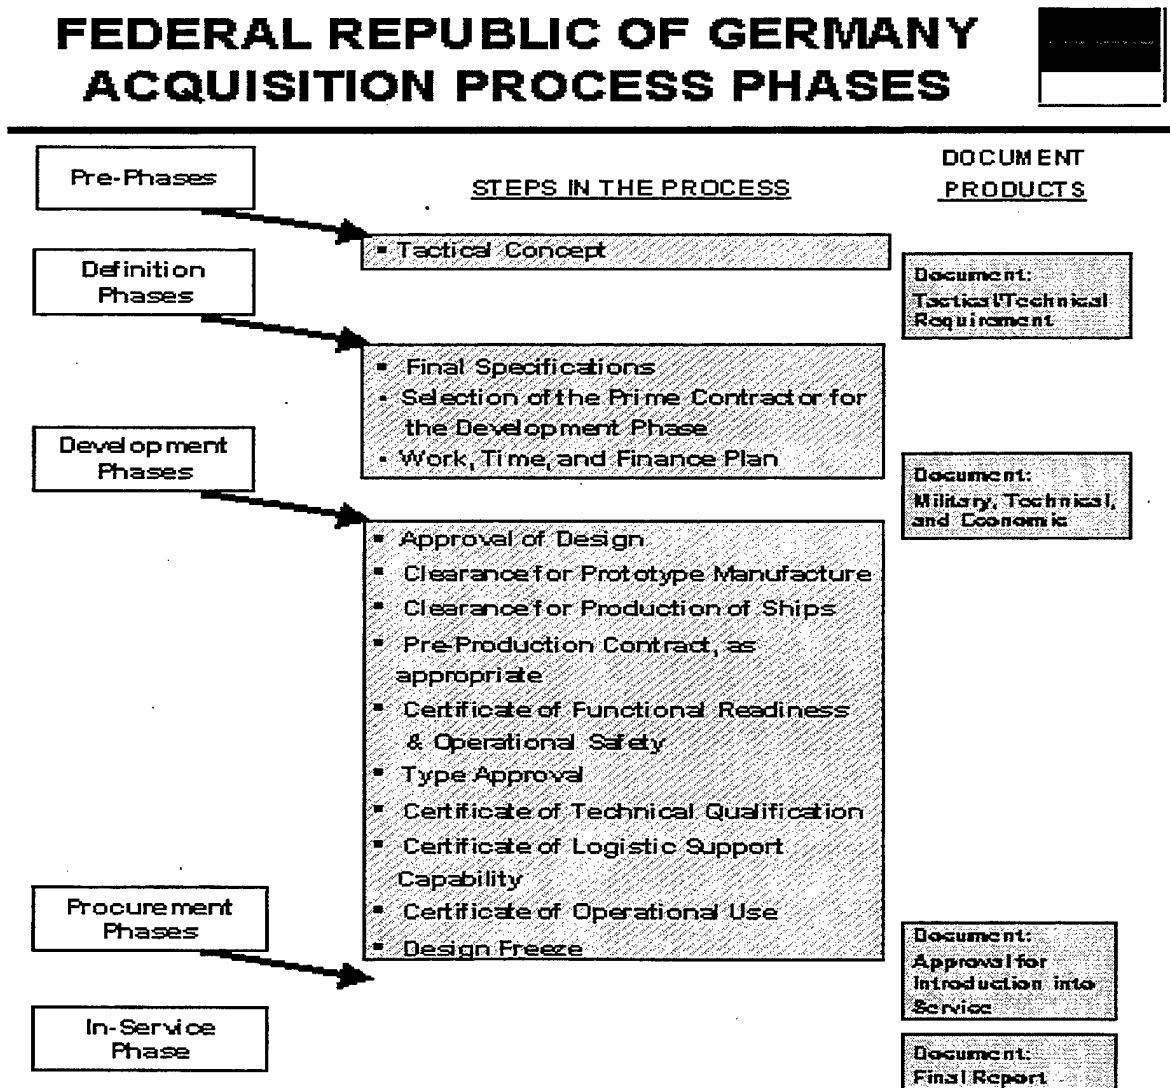 FEDERAL REPUBLIC OF GERMANY
ACQUISITION PROCESS PHASES
Pre-Phases
STEPS IN THE PROCESS
DOCUMENT
PRODUCTS
▪ Tactical Concept
Definition
Phases
Document:
Tactical/Technical
Requirement
▪ Final Specifications
▪ Selection of the Prime Contractor for
the Development Phase
▪ Work, Time, and Finance Plan
Development
Phases
Document:
Military, Technical,
and Economic
▪ Approval of Design
▪ Clearance for Prototype Manufacture
▪ Clearance for Production of Ships
▪ Pre-Production Contract, as
appropriate
▪ Certificate of Functional Readiness
& Operational Safety
▪ Type Approval
▪ Certificate of Technical Qualification
▪ Certificate of Logistic Support
Capability
▪ Certificate of Operational Use
▪ Design Freeze
Procurement
Phases
Document:
Approval for
Introduction into
Service
In-Service
Phase
Document:
Final Report